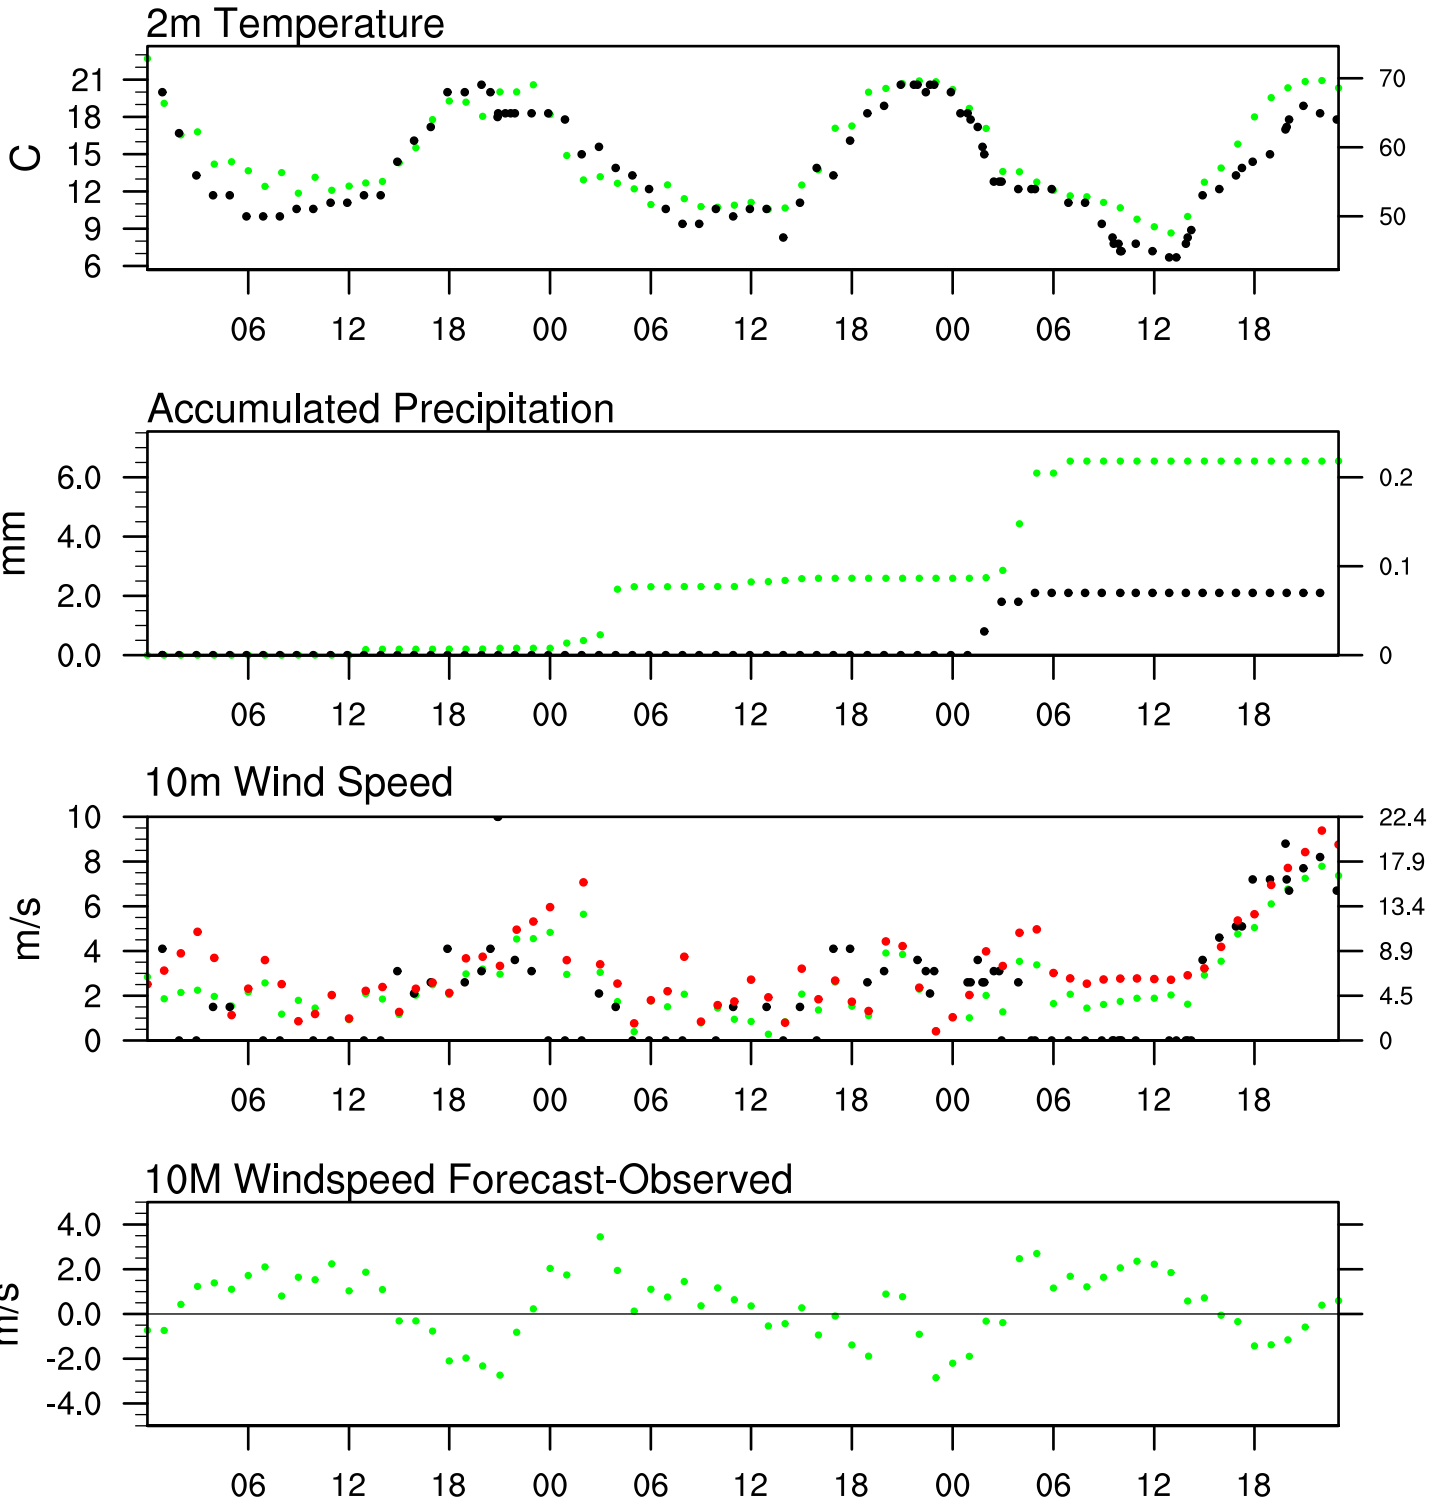 2m Temperature
21 70
18
15 60
C
12
9 50
6
06 12 18 00 06 12 18 00 06 12 18
Accumulated Precipitation
6.0 0.2
4.0
mm
0.1
2.0
0.0 0
06 12 18 00 06 12 18 00 06 12 18
10m Wind Speed
10 22.4
8 17.9
6 13.4
m/s
4 8.9
2 4.5
0 0
06 12 18 00 06 12 18 00 06 12 18
10M Windspeed Forecast-Observed
4.0
2.0
0.0
m/s
-2.0
-4.0
06 12 18 00 06 12 18 00 06 12 18